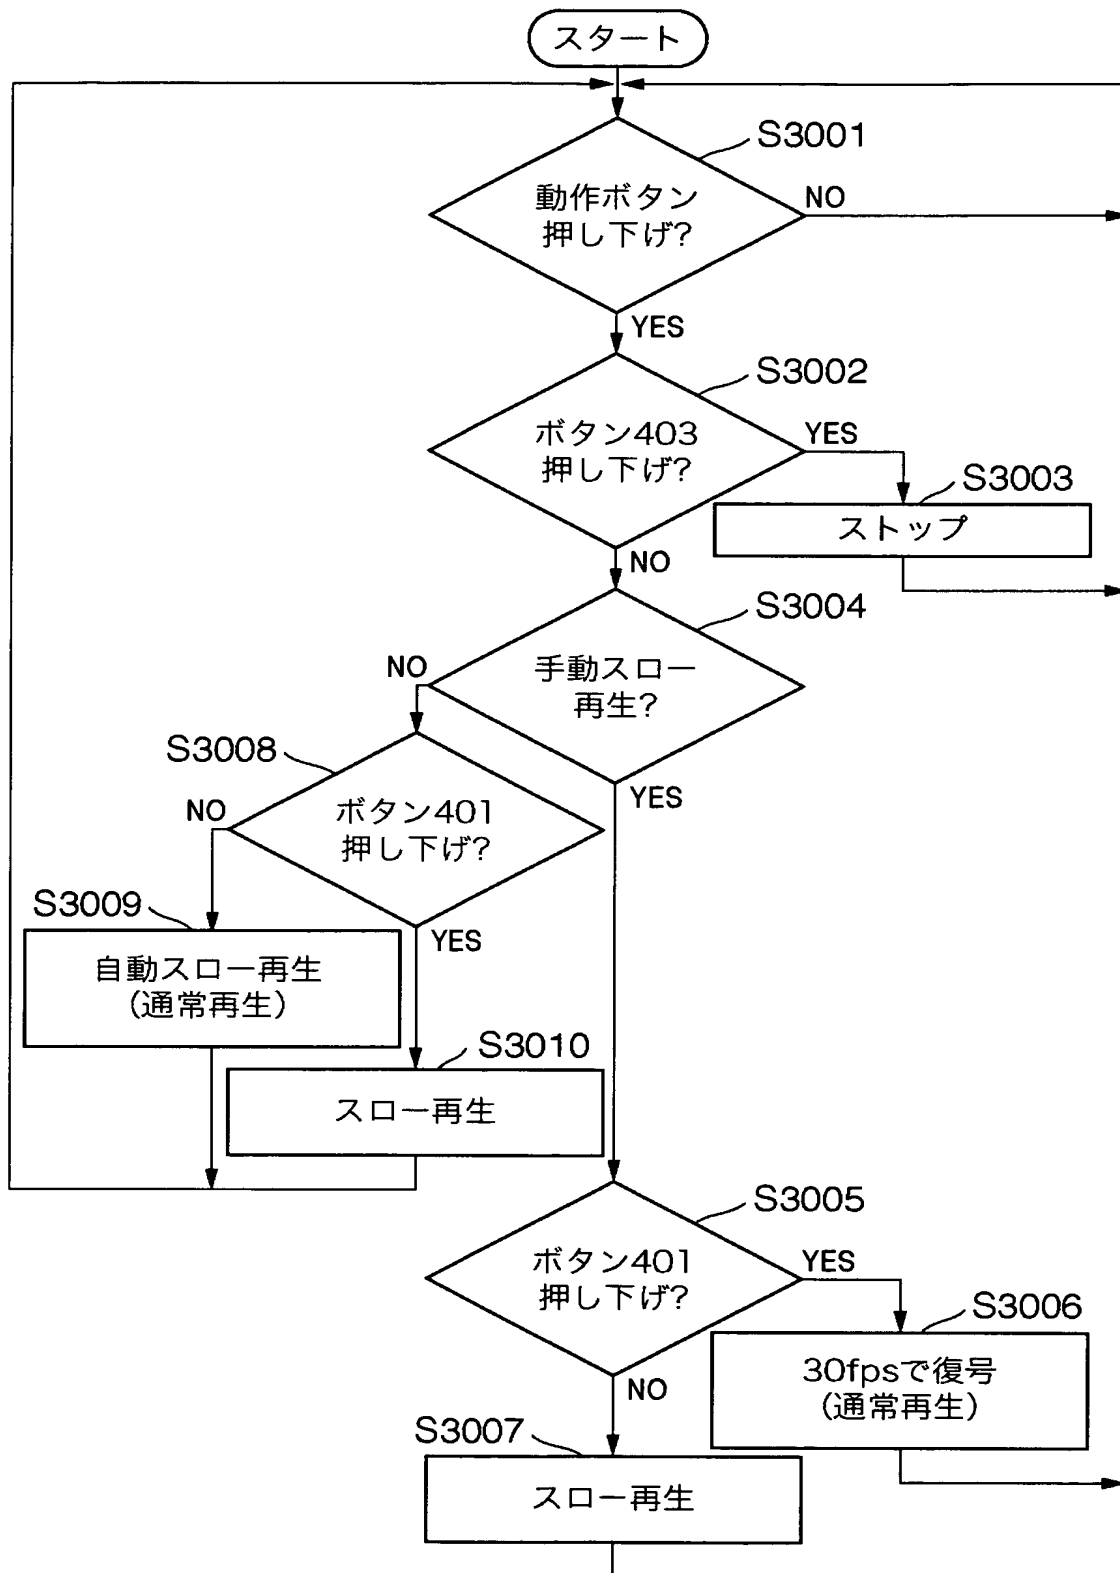 スタート
S3001
動作ボタン
押し下げ?
NO
YES
S3002
ボタン403
押し下げ?
YES
S3003
ストップ
NO
S3004
手動スロー
再生?
NO
YES
S3008
ボタン401
押し下げ?
NO
YES
S3009
自動スロー再生
(通常再生)
S3010
スロー再生
S3005
ボタン401
押し下げ?
YES
S3006
30fpsで復号
(通常再生)
NO
S3007
スロー再生